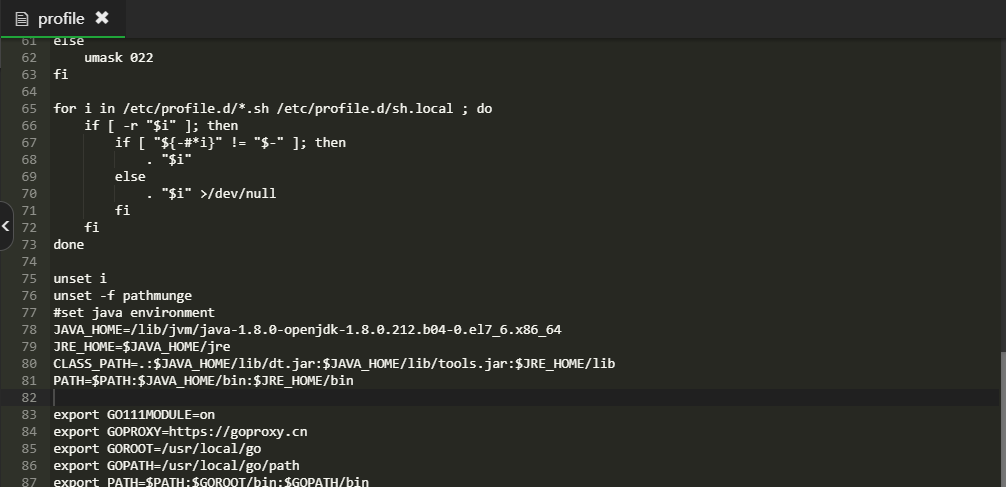 profile ✖
61 else
62     umask 022
63 fi
64
65 for i in /etc/profile.d/*.sh /etc/profile.d/sh.local ; do
66     if [ -r "$i" ]; then
67         if [ "${-#*i}" != "$-" ]; then
68             . "$i"
69         else
70             . "$i" >/dev/null
71         fi
72     fi
73 done
74
75 unset i
76 unset -f pathmunge
77 #set java environment
78 JAVA_HOME=/lib/jvm/java-1.8.0-openjdk-1.8.0.212.b04-0.el7_6.x86_64
79 JRE_HOME=$JAVA_HOME/jre
80 CLASS_PATH=.:$JAVA_HOME/lib/dt.jar:$JAVA_HOME/lib/tools.jar:$JRE_HOME/lib
81 PATH=$PATH:$JAVA_HOME/bin:$JRE_HOME/bin
82
83 export GO111MODULE=on
84 export GOPROXY=https://goproxy.cn
85 export GOROOT=/usr/local/go
86 export GOPATH=/usr/local/go/path
87 export PATH=$PATH:$GOROOT/bin:$GOPATH/bin